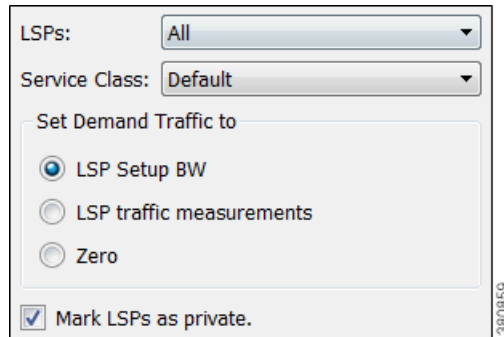 LSPs: All
Service Class: Default
Set Demand Traffic to
LSP Setup BW
LSP traffic measurements
Zero
Mark LSPs as private.
380859